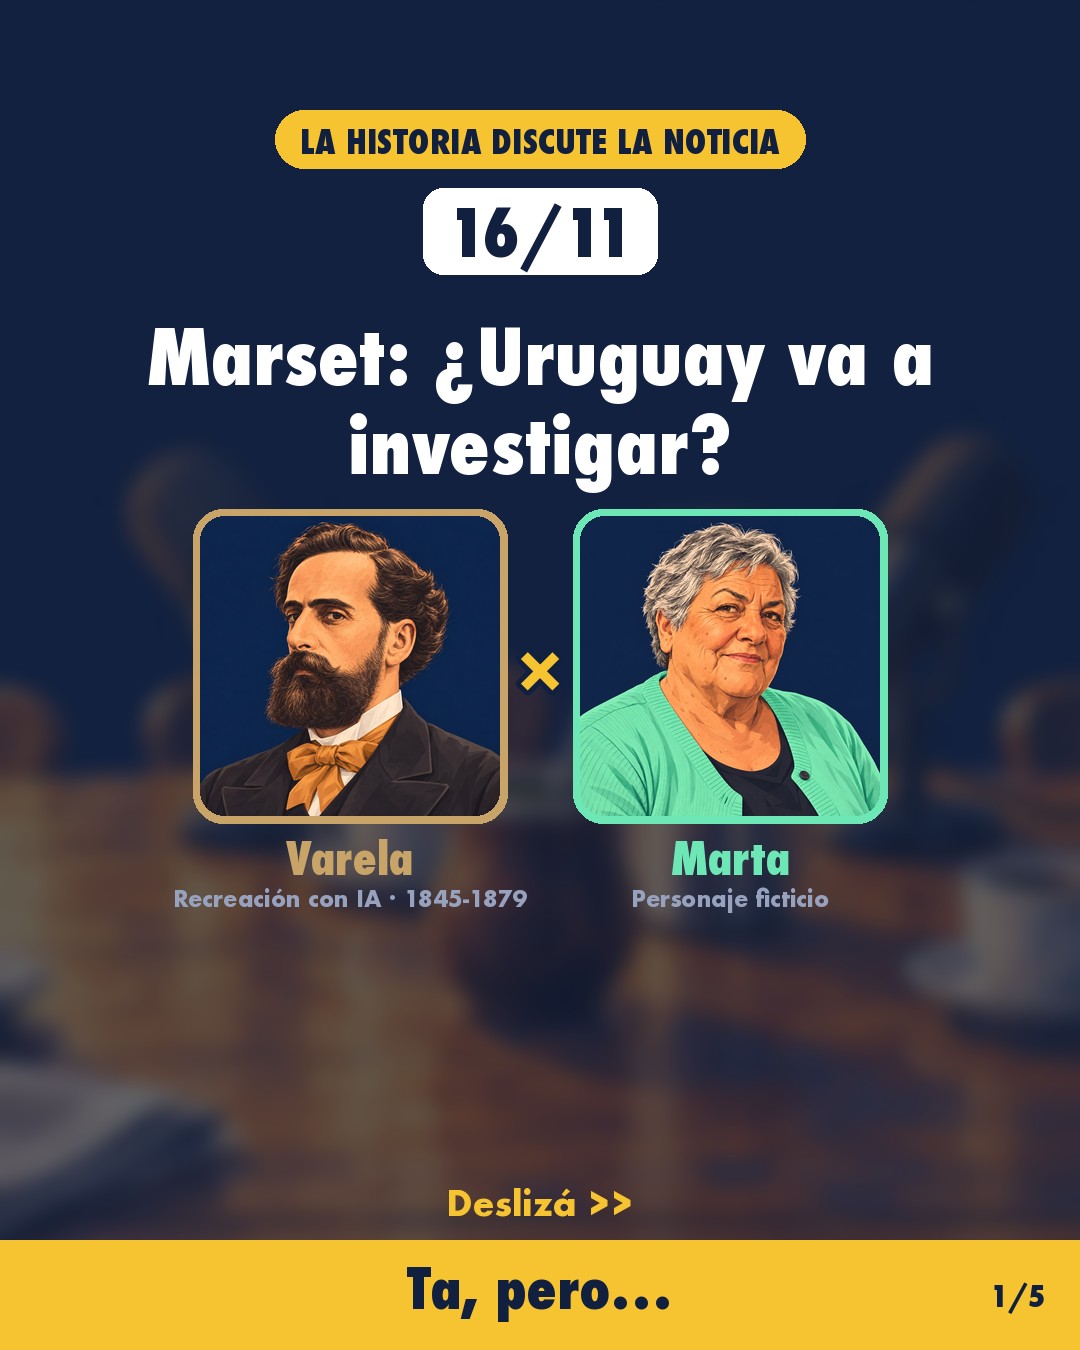 LA HISTORIA DISCUTE LA NOTICIA
16/11
Marset: ¿Uruguay va a
investigar?
Varela
Recreación con IA · 1845-1879
Marta
Personaje ficticio
Deslizá >>
Ta, pero...
1/5